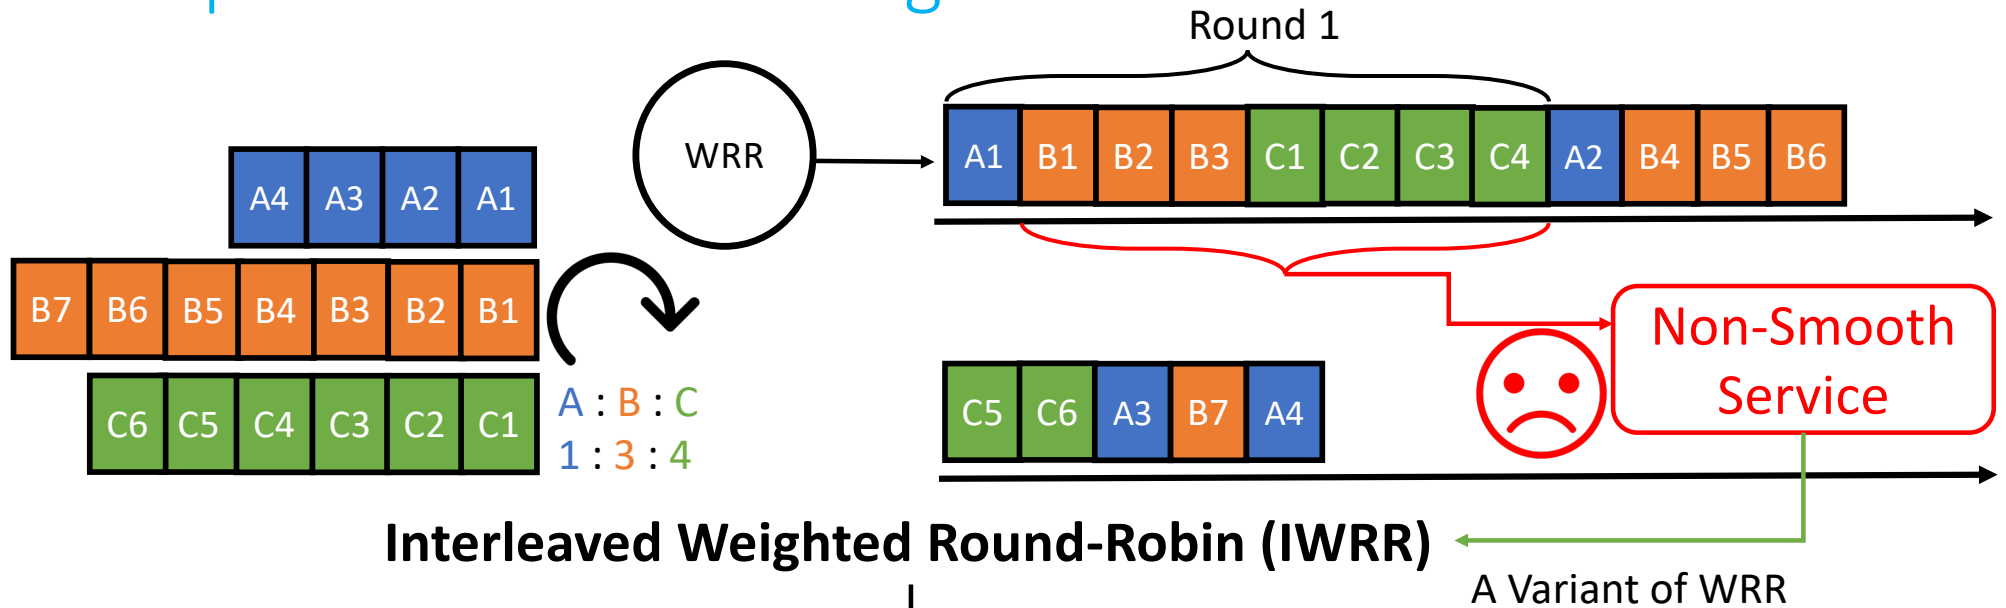 Round 1
WRR
A1 B1 B2 B3 C1 C2 C3 C4 A2 B4 B5 B6
A4 A3 A2 A1
B7 B6 B5 B4 B3 B2 B1
C6 C5 C4 C3 C2 C1
A : B : C
1 : 3 : 4
C5 C6 A3 B7 A4
Non-Smooth
Service
Interleaved Weighted Round-Robin (IWRR)
A Variant of WRR